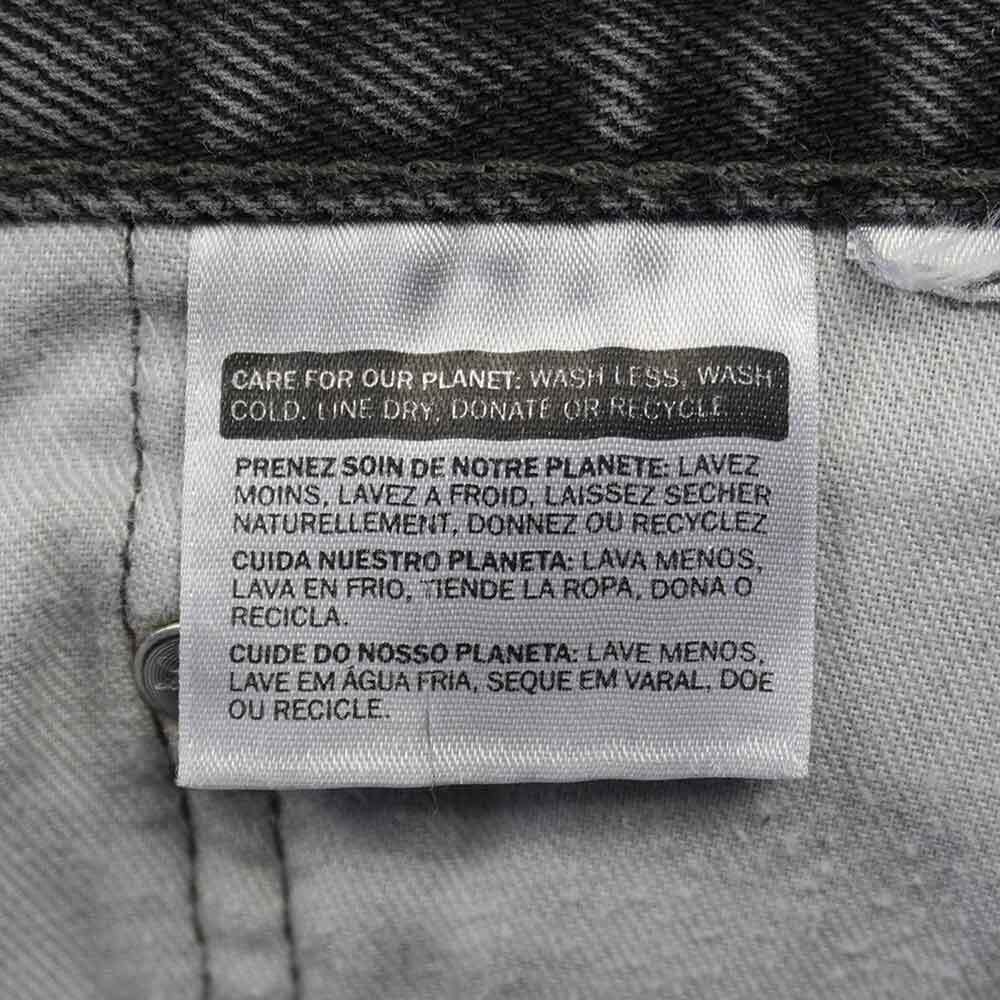 CARE FOR OUR PLANET: WASH LESS, WASH
COLD, LINE DRY, DONATE OR RECYCLE
PRENEZ SOIN DE NOTRE PLANETE: LAVEZ
MOINS, LAVEZ A FROID, LAISSEZ SECHER
NATURELLEMENT, DONNEZ OU RECYCLEZ
CUIDA NUESTRO PLANETA: LAVA MENOS,
LAVA EN FRIO, TIENDE LA ROPA, DONA O
RECICLA.
CUIDE DO NOSSO PLANETA: LAVE MENOS,
LAVE EM ÁGUA FRIA, SEQUE EM VARAL, DOE
OU RECICLE.